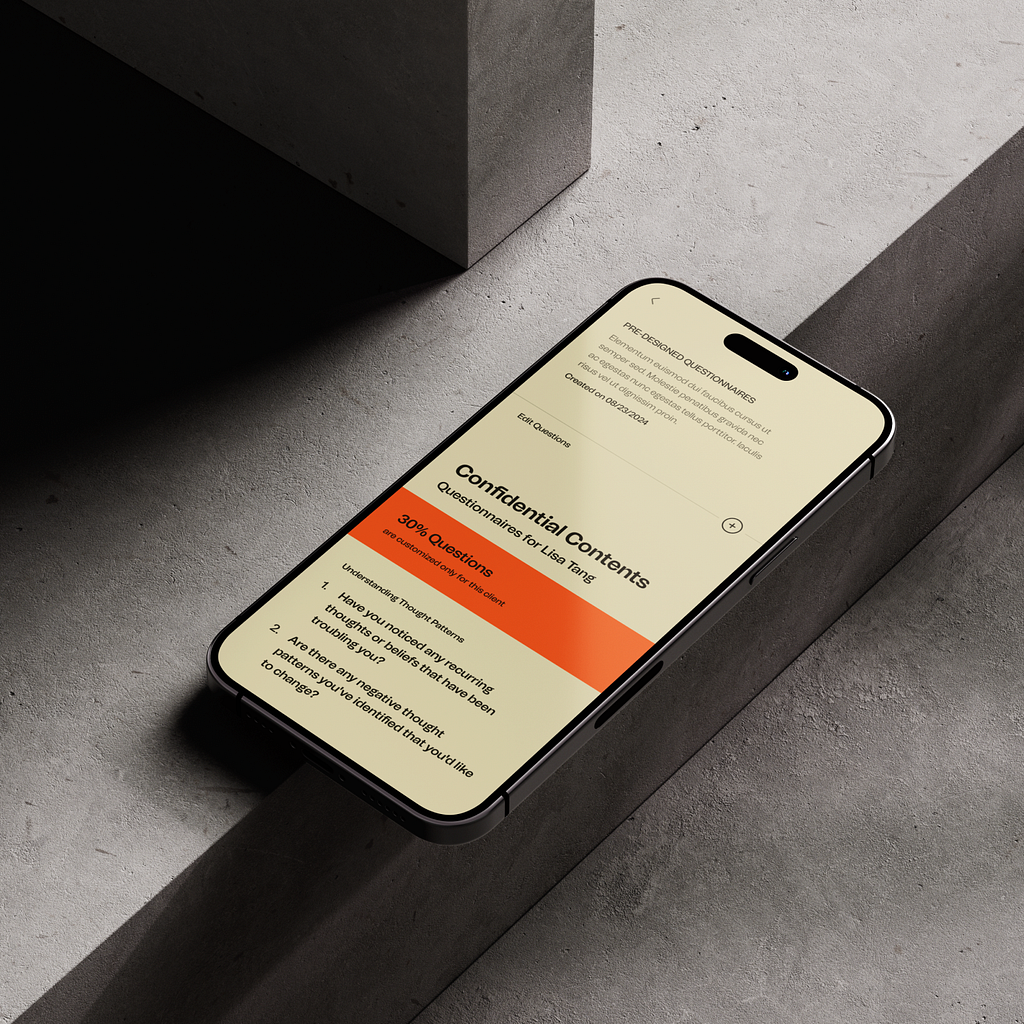 PRE-DESIGNED QUESTIONNAIRES
Elementum euismod dui faucibus cursus ut
semper sed. Molestie penatibus gravida nec
ac egestas nunc egestas tellus porttitor iaculis
risus vel ut dignissim proin.
Created on 08/23/2024
Edit Questions
Confidential Contents
Questionnaires for Lisa Tang
30% Questions
are customized only for this client
Understanding Thought Patterns
1. Have you noticed any recurring
thoughts or beliefs that have been
troubling you?
2. Are there any negative thought
patterns you've identified that you'd like
to change?